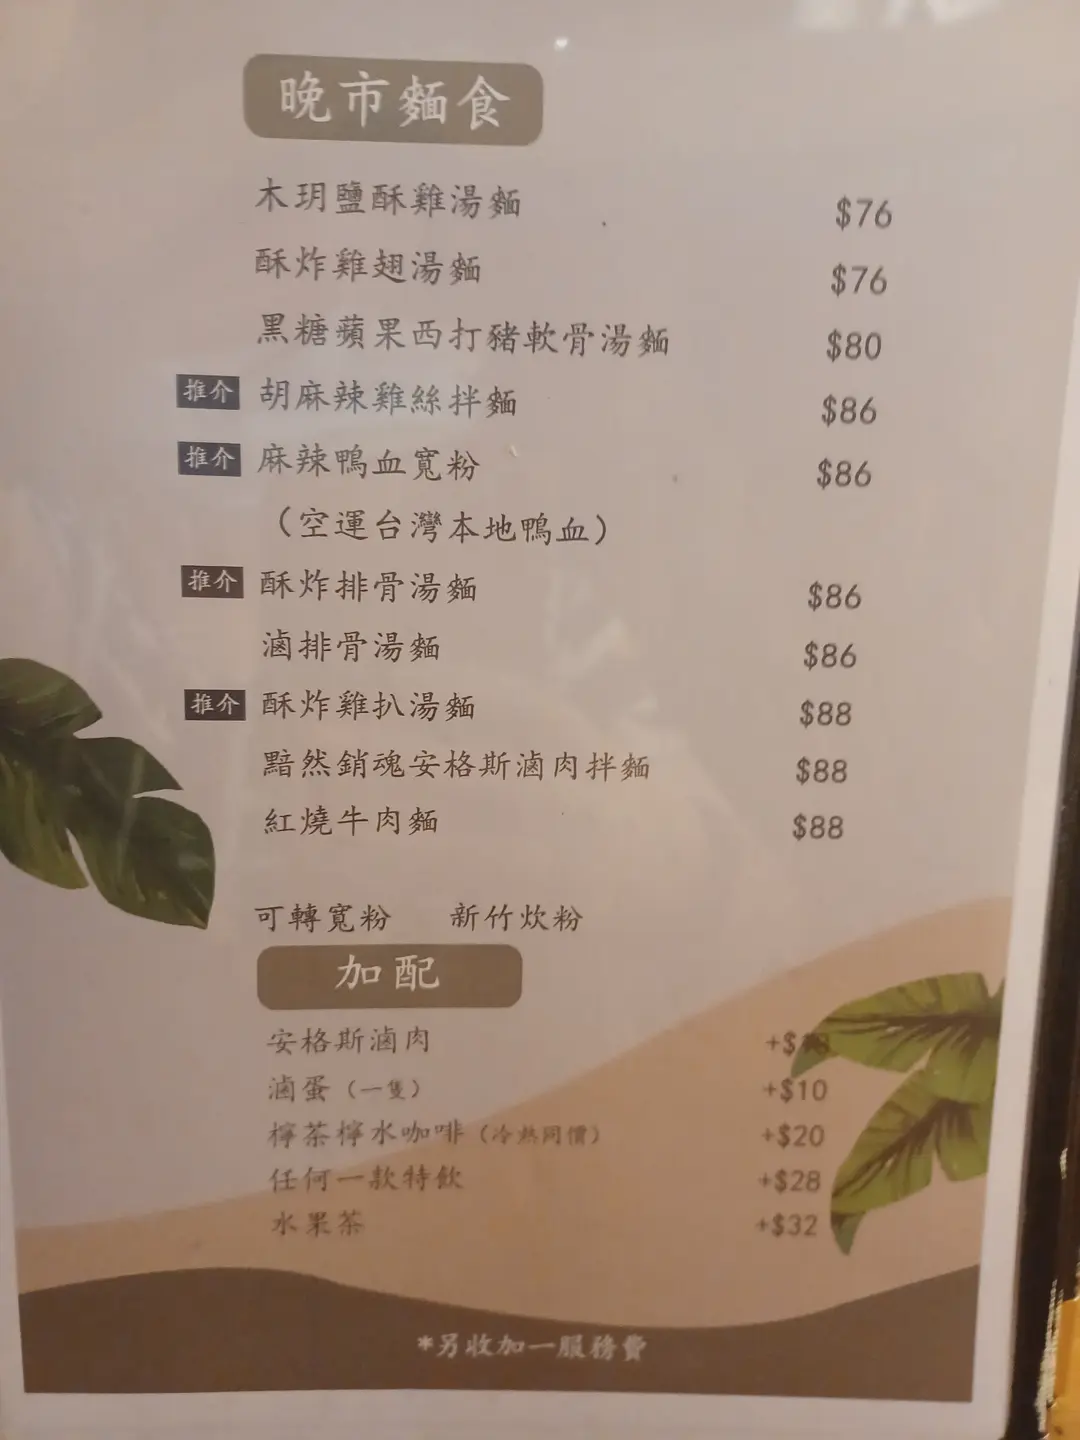 晚市麵食
木玥鹽酥雞湯麵 $76
酥炸雞翅湯麵 $76
黑糖蘋果西打豬軟骨湯麵 $80
推介 胡麻辣雞絲拌麵 $86
推介 麻辣鴨血寬粉 $86
（空運台灣本地鴨血）
推介 酥炸排骨湯麵 $86
滷排骨湯麵 $86
推介 酥炸雞扒湯麵 $88
黯然銷魂安格斯滷肉拌麵 $88
紅燒牛肉麵 $88
可轉寬粉 新竹炊粉
加配
安格斯滷肉 +$
滷蛋（一隻） +$10
檸茶檸水咖啡（冷熱同價） +$20
任何一款特飲 +$28
水果茶 +$32
*另收加一服務費